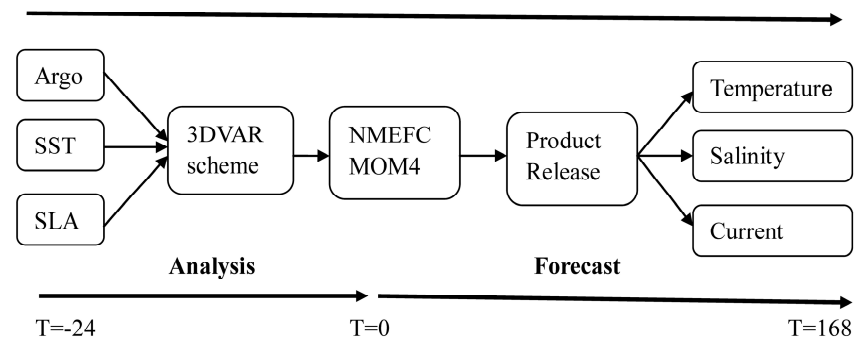 Argo
SST
SLA
3DVAR
scheme
NMEFC
MOM4
Product
Release
Temperature
Salinity
Current
Analysis
Forecast
T=-24
T=0
T=168